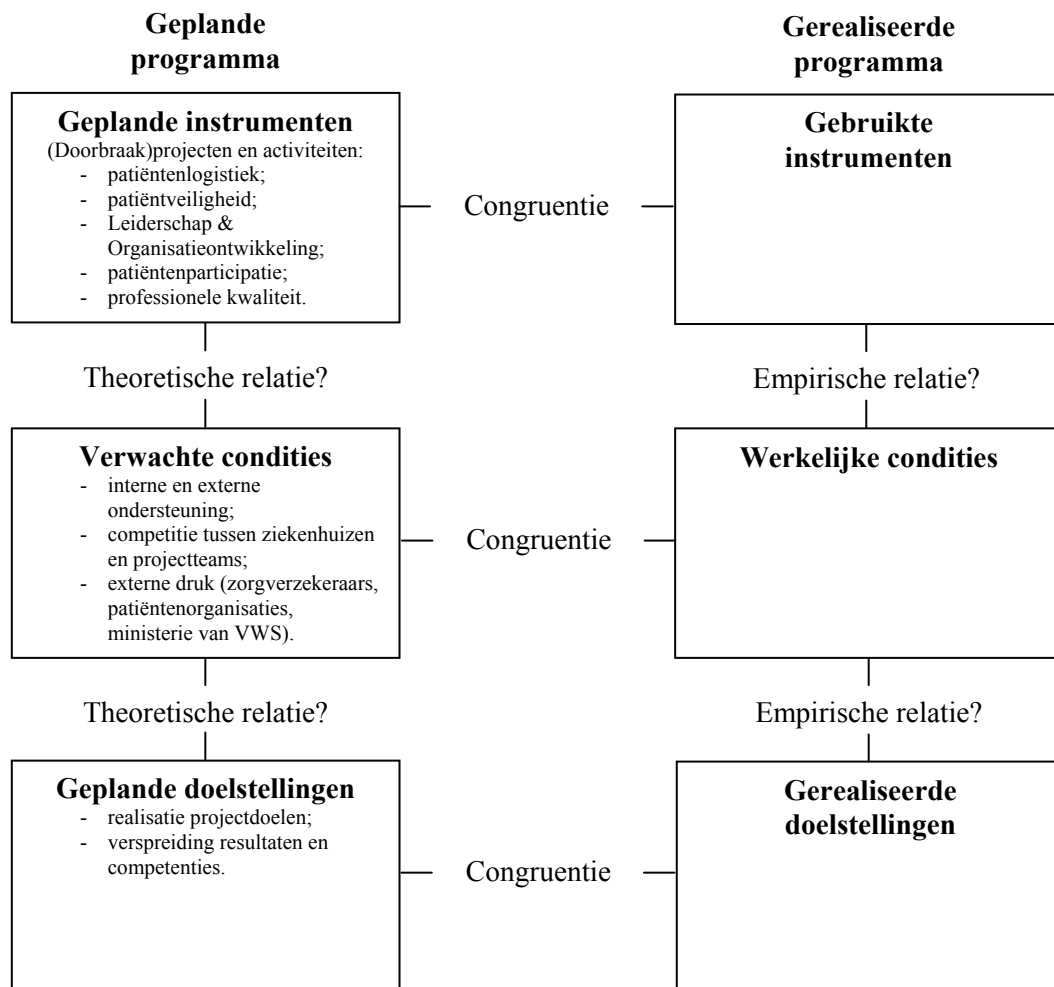 Geplande
programma
Gerealiseerde
programma
Geplande instrumenten
(Doorbraak)projecten en activiteiten:
- patiëntenlogistiek;
- patiëntveiligheid;
- Leiderschap &
Organisatieontwikkeling;
- patiëntenparticipatie;
- professionele kwaliteit.
Congruentie
Gebruikte
instrumenten
Theoretische relatie?
Empirische relatie?
Verwachte condities
- interne en externe
ondersteuning;
- competitie tussen ziekenhuizen
en projectteams;
- externe druk (zorgverzekeraars,
patiëntenorganisaties,
ministerie van VWS).
Congruentie
Werkelijke condities
Theoretische relatie?
Empirische relatie?
Geplande doelstellingen
- realisatie projectdoelen;
- verspreiding resultaten en
competenties.
Congruentie
Gerealiseerde
doelstellingen